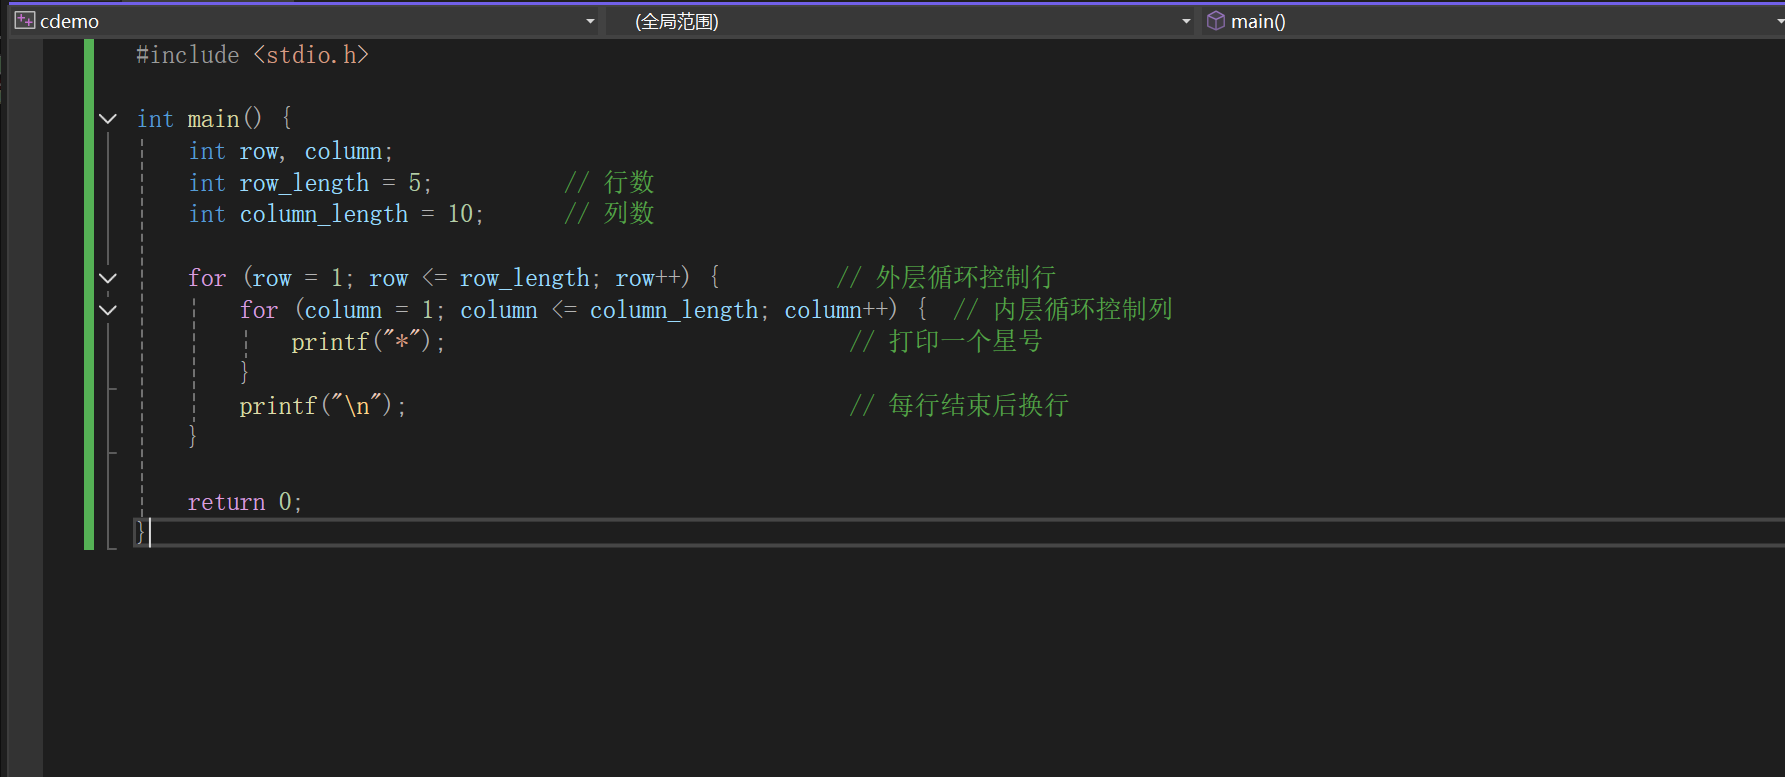 cdemo (全局范围) main()
#include <stdio.h>
int main() {
int row, column;
int row_length = 5; // 行数
int column_length = 10; // 列数
for (row = 1; row <= row_length; row++) { // 外层循环控制行
for (column = 1; column <= column_length; column++) { // 内层循环控制列
printf("*"); // 打印一个星号
}
printf("\n"); // 每行结束后换行
}
return 0;
}